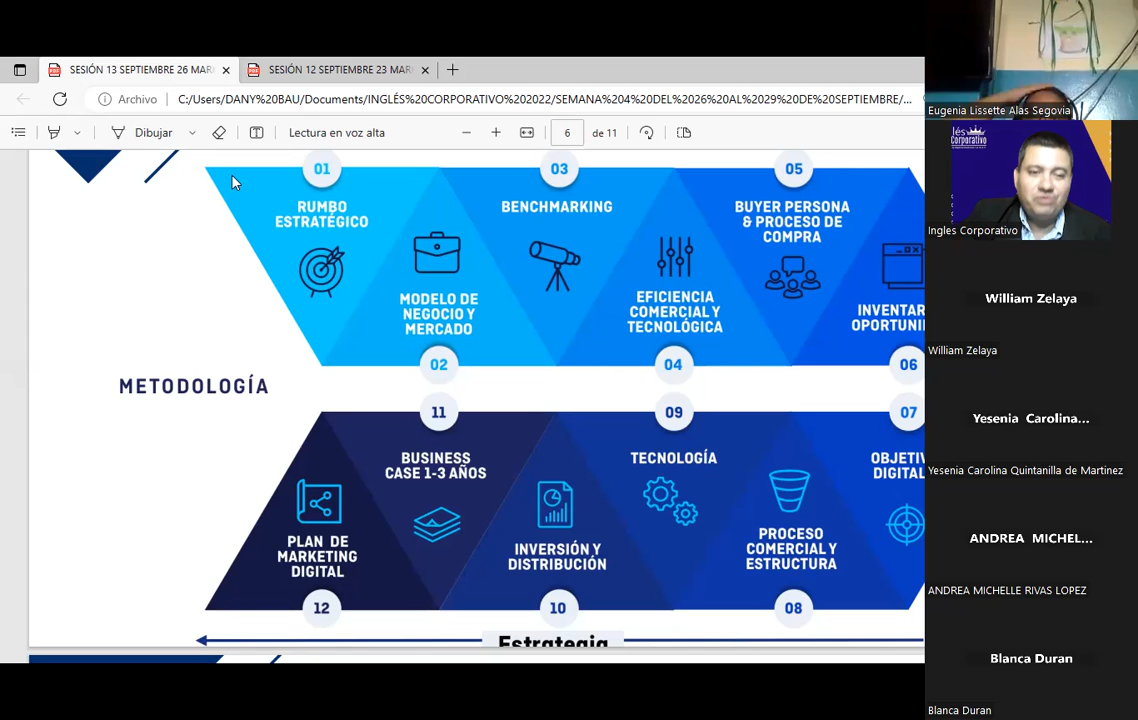 SESIÓN 13 SEPTIEMBRE 26 MAR
SESIÓN 12 SEPTIEMBRE 23 MAR
Archivo
C:/Users/DANY%20BAU/Documents/INGLÉS%20CORPORATIVO%202022/SEMANA%204%20DEL%2026%20AL%2029%20DE%20SEPTIEMBRE/...
Dibujar
Lectura en voz alta
6
de 11
01
03
05
RUMBO
ESTRATÉGICO
BENCHMARKING
BUYER PERSONA
& PROCESO DE
COMPRA
MODELO DE
NEGOCIO Y
MERCADO
EFICIENCIA
COMERCIAL Y
TECNOLÓGICA
INVENTAR
OPORTUNI
02
04
06
METODOLOGÍA
11
09
07
BUSINESS
CASE 1-3 AÑOS
TECNOLOGÍA
OBJETIV
DIGITAL
PLAN DE
MARKETING
DIGITAL
INVERSIÓN Y
DISTRIBUCIÓN
PROCESO
COMERCIAL Y
ESTRUCTURA
12
10
08
Estrategia
Eugenia Lissette Alas Segovia
lés
Corporativo
Ingles Corporativo
William Zelaya
William Zelaya
Yesenia Carolina...
Yesenia Carolina Quintanilla de Martinez
ANDREA MICHEL...
ANDREA MICHELLE RIVAS LOPEZ
Blanca Duran
Blanca Duran